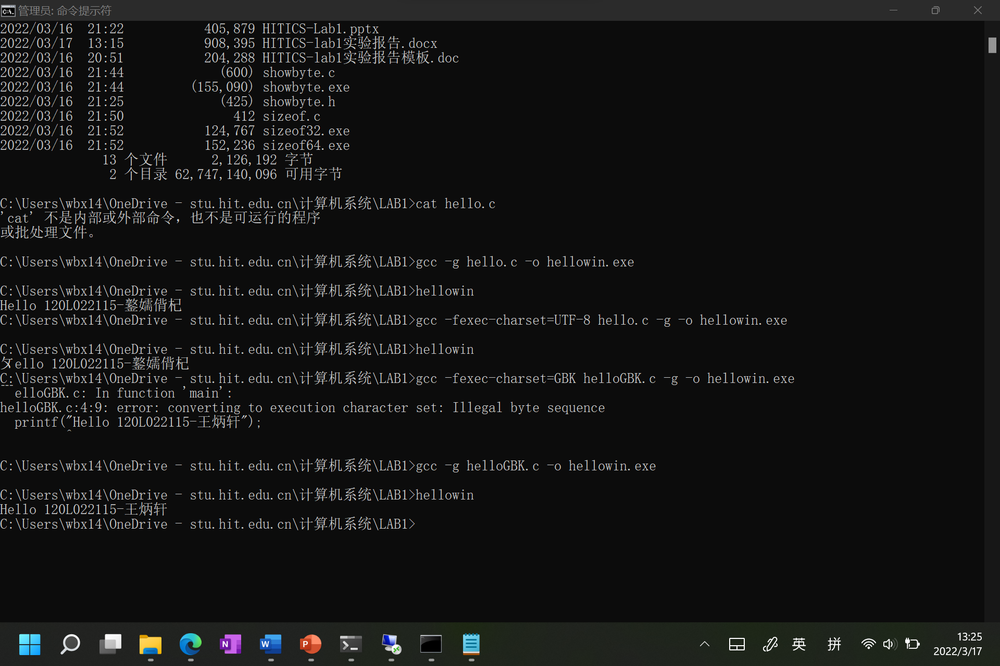 管理员: 命令提示符
2022/03/16  21:22           405,879 HITICS-Lab1.pptx
2022/03/17  13:15           908,395 HITICS-lab1实验报告.docx
2022/03/16  20:51           204,288 HITICS-lab1实验报告模板.doc
2022/03/16  21:44             (600) showbyte.c
2022/03/16  21:44         (155,090) showbyte.exe
2022/03/16  21:25             (425) showbyte.h
2022/03/16  21:50               412 sizeof.c
2022/03/16  21:52           124,767 sizeof32.exe
2022/03/16  21:52           152,236 sizeof64.exe
13 个文件      2,126,192 字节
2 个目录 62,747,140,096 可用字节
C:\Users\wbx14\OneDrive - stu.hit.edu.cn\计算机系统\LAB1>cat hello.c
'cat' 不是内部或外部命令，也不是可运行的程序
或批处理文件。
C:\Users\wbx14\OneDrive - stu.hit.edu.cn\计算机系统\LAB1>gcc -g hello.c -o hellowin.exe
C:\Users\wbx14\OneDrive - stu.hit.edu.cn\计算机系统\LAB1>hellowin
Hello 120L022115-鐜嬬偝杞
C:\Users\wbx14\OneDrive - stu.hit.edu.cn\计算机系统\LAB1>gcc -fexec-charset=UTF-8 hello.c -g -o hellowin.exe
C:\Users\wbx14\OneDrive - stu.hit.edu.cn\计算机系统\LAB1>hellowin
ello 120L022115-鐜嬬偝杞
C:\Users\wbx14\OneDrive - stu.hit.edu.cn\计算机系统\LAB1>gcc -fexec-charset=GBK helloGBK.c -g -o hellowin.exe
elloGBK.c: In function 'main':
helloGBK.c:4:9: error: converting to execution character set: Illegal byte sequence
printf("Hello 120L022115-王炳轩");
^
C:\Users\wbx14\OneDrive - stu.hit.edu.cn\计算机系统\LAB1>gcc -g helloGBK.c -o hellowin.exe
C:\Users\wbx14\OneDrive - stu.hit.edu.cn\计算机系统\LAB1>hellowin
Hello 120L022115-王炳轩
C:\Users\wbx14\OneDrive - stu.hit.edu.cn\计算机系统\LAB1>
英 拼
13:25
2022/3/17